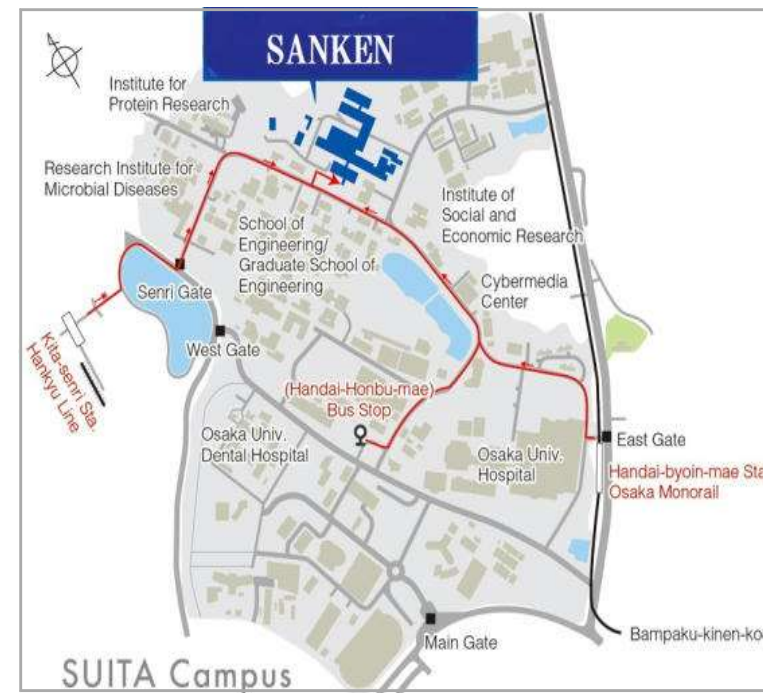 SANKEN
Institute for
Protein Research
Research Institute for
Microbial Diseases
Institute of
Social and
Economic Research
School of
Engineering/
Graduate School of
Engineering
Cybermedia
Center
Senri Gate
West Gate
Kita-senri Sta.
Hankyu Line
(Handai-Honbu-mae)
Bus Stop
Osaka Univ.
Dental Hospital
Osaka Univ.
Hospital
East Gate
Handai-byoin-mae Sta
Osaka Monorail
Main Gate
Bampaku-kinen-ko
SUITA Campus